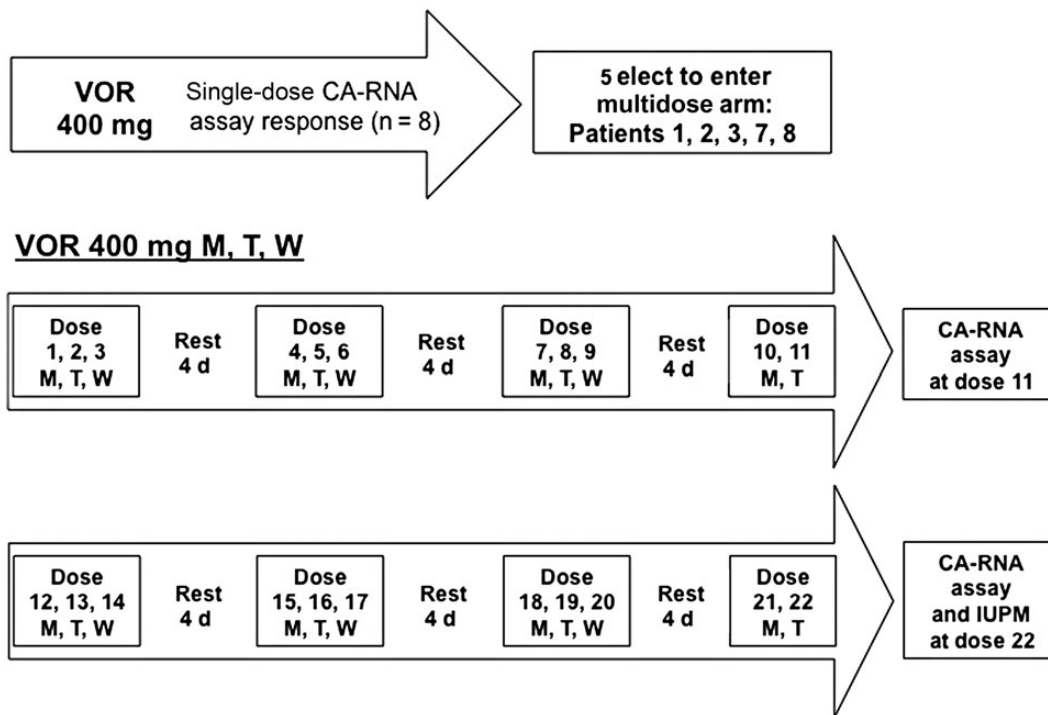 VOR
400 mg
Single-dose CA-RNA
assay response (n = 8)
5 elect to enter
multidose arm:
Patients 1, 2, 3, 7, 8
VOR 400 mg M, T, W
Dose
1, 2, 3
M, T, W
Rest
4 d
Dose
4, 5, 6
M, T, W
Rest
4 d
Dose
7, 8, 9
M, T, W
Rest
4 d
Dose
10, 11
M, T
CA-RNA
assay
at dose 11
Dose
12, 13, 14
M, T, W
Rest
4 d
Dose
15, 16, 17
M, T, W
Rest
4 d
Dose
18, 19, 20
M, T, W
Rest
4 d
Dose
21, 22
M, T
CA-RNA
assay
and IUPM
at dose 22